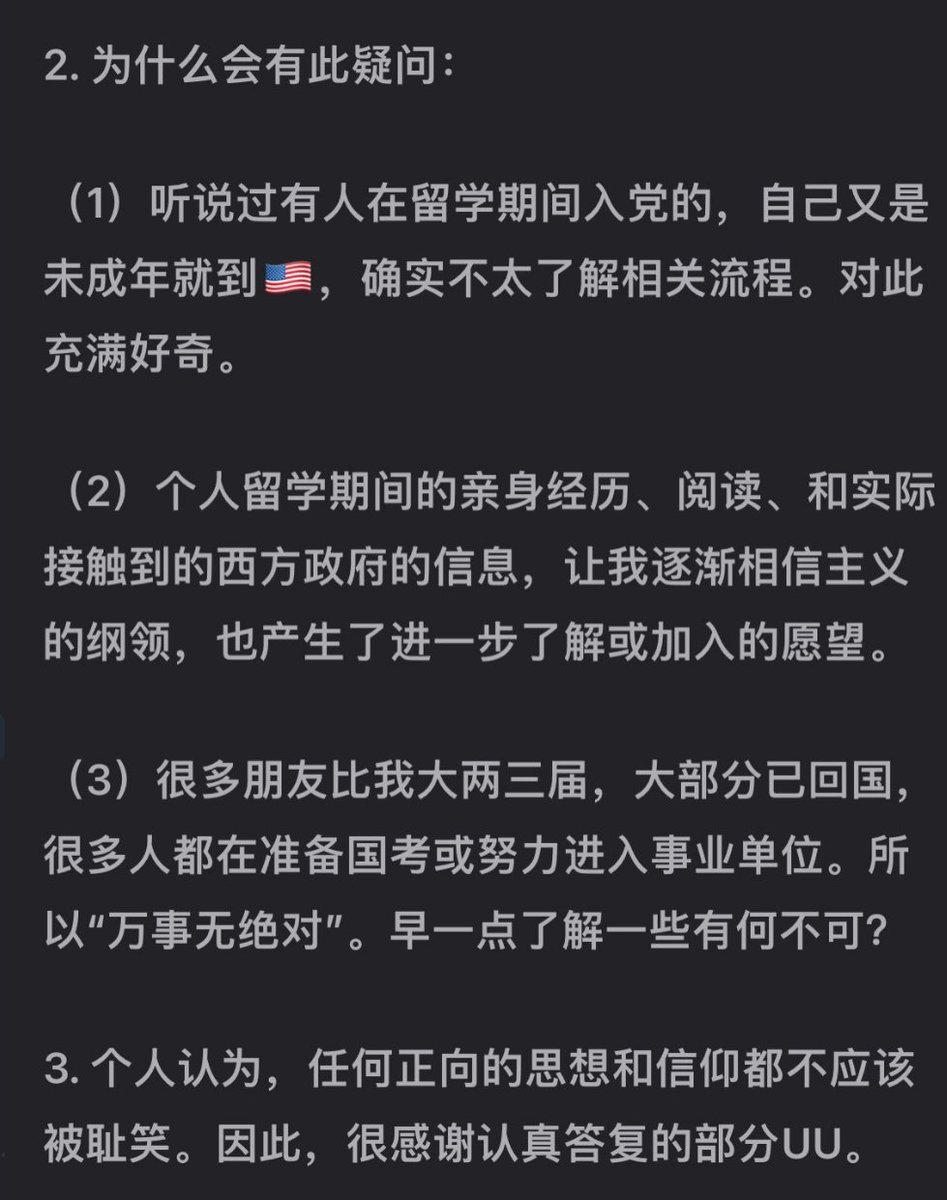 2. 为什么会有此疑问：
（1）听说过有人在留学期间入党的，自己又是
未成年就到🇺🇸，确实不太了解相关流程。对此
充满好奇。
（2）个人留学期间的亲身经历、阅读、和实际
接触到的西方政府的信息，让我逐渐相信主义
的纲领，也产生了进一步了解或加入的愿望。
（3）很多朋友比我大两三届，大部分已回国，
很多人都在准备国考或努力进入事业单位。所
以“万事无绝对”。早一点了解一些有何不可？
3. 个人认为，任何正向的思想和信仰都不应该
被耻笑。因此，很感谢认真答复的部分UU。